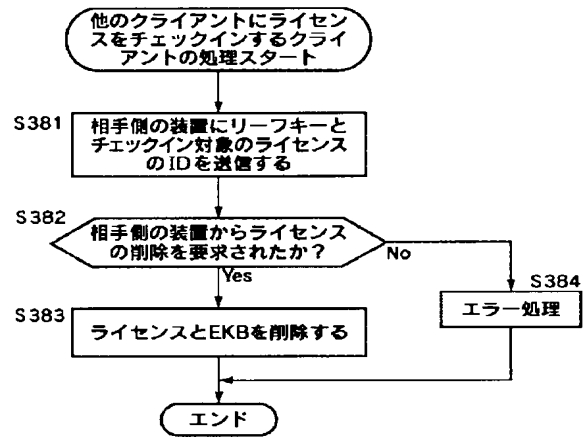 他のクライアントにライセン
スをチェックインするクライ
アントの処理スタート
S381
相手側の装置にリーフキーと
チェックイン対象のライセンス
のIDを送信する
S382
相手側の装置からライセンス
の削除を要求されたか？
No
Yes
S384
エラー処理
S383
ライセンスとEKBを削除する
エンド